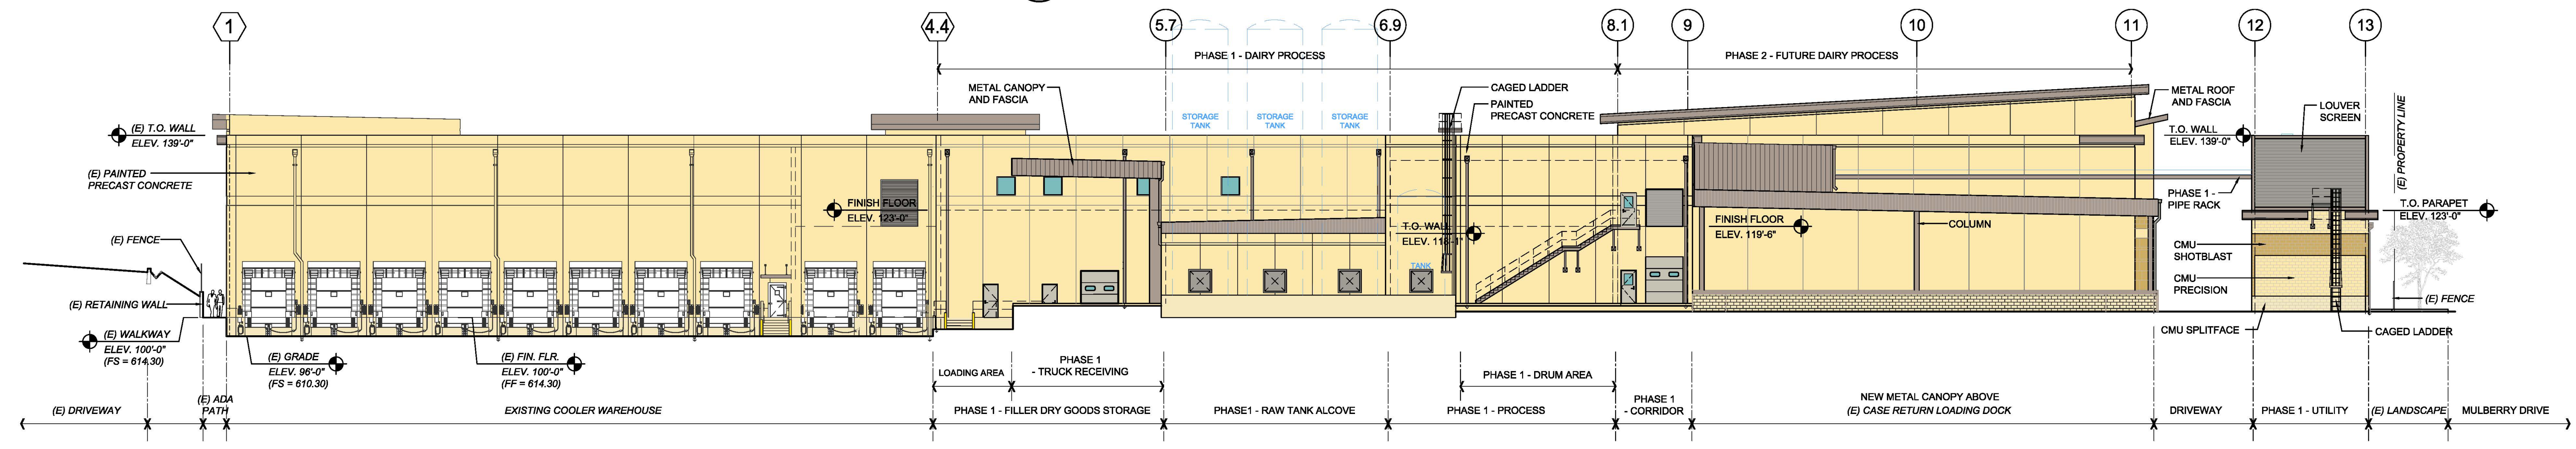 1
4.4
5.7
6.9
8.1
9
10
11
12
13
PHASE 1 - DAIRY PROCESS
PHASE 2 - FUTURE DAIRY PROCESS
METAL CANOPY
AND FASCIA
CAGED LADDER
PAINTED
PRECAST CONCRETE
METAL ROOF
AND FASCIA
LOUVER
SCREEN
(E) PROPERTY LINE
STORAGE
TANK
STORAGE
TANK
STORAGE
TANK
(E) T.O. WALL
ELEV. 139'-0"
T.O. WALL
ELEV. 139'-0"
(E) PAINTED
PRECAST CONCRETE
PHASE 1 -
PIPE RACK
FINISH FLOOR
ELEV. 123'-0"
T.O. PARAPET
ELEV. 123'-0"
T.O. WALL
ELEV. 118'-1"
FINISH FLOOR
ELEV. 119'-6"
COLUMN
(E) FENCE
CMU
SHOTBLAST
TANK
CMU
PRECISION
(E) RETAINING WALL
(E) FENCE
(E) WALKWAY
ELEV. 100'-0"
(FS = 614.30)
CMU SPLITFACE
CAGED LADDER
(E) GRADE
ELEV. 96'-0"
(FS = 610.30)
(E) FIN. FLR.
ELEV. 100'-0"
(FF = 614.30)
LOADING AREA
PHASE 1
- TRUCK RECEIVING
PHASE 1 - DRUM AREA
(E) DRIVEWAY
(E) ADA
PATH
EXISTING COOLER WAREHOUSE
PHASE 1 - FILLER DRY GOODS STORAGE
PHASE1 - RAW TANK ALCOVE
PHASE 1 - PROCESS
PHASE 1
- CORRIDOR
NEW METAL CANOPY ABOVE
(E) CASE RETURN LOADING DOCK
DRIVEWAY
PHASE 1 - UTILITY
(E) LANDSCAPE
MULBERRY DRIVE